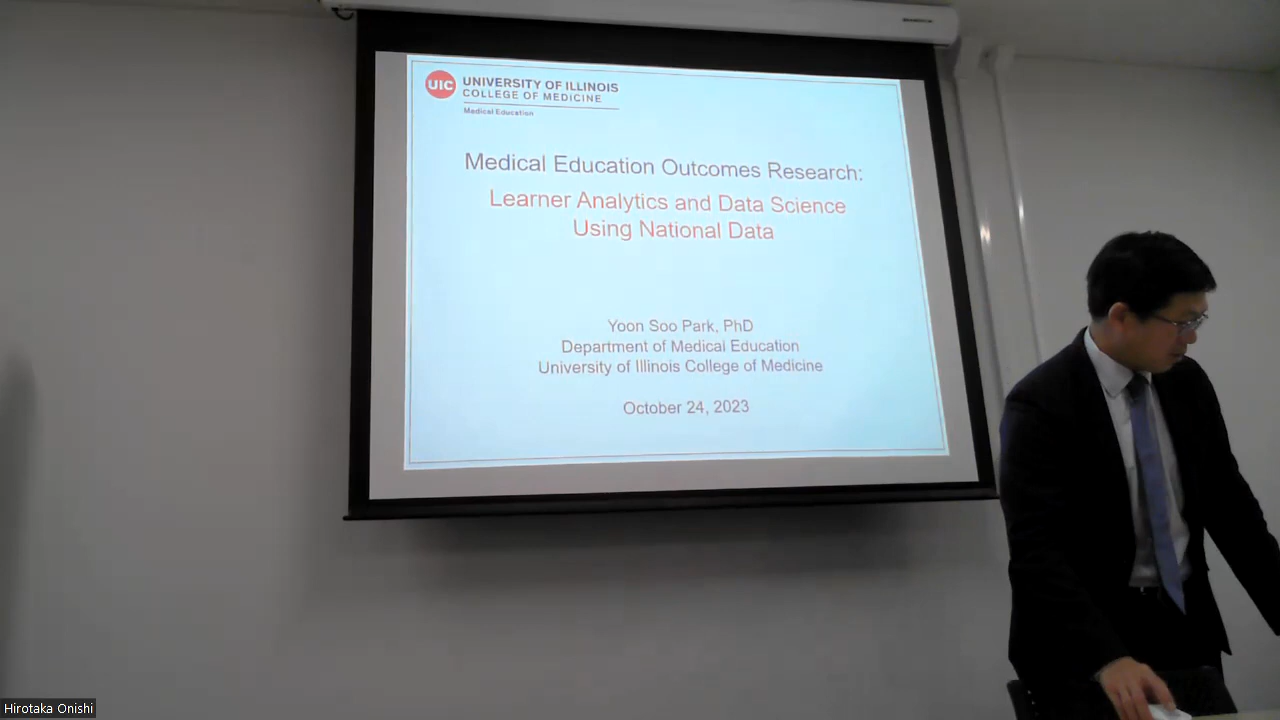 UIC
UNIVERSITY OF ILLINOIS
COLLEGE OF MEDICINE
Medical Education
Medical Education Outcomes Research:
Learner Analytics and Data Science
Using National Data
Yoon Soo Park, PhD
Department of Medical Education
University of Illinois College of Medicine
October 24, 2023
Hirotaka Onishi